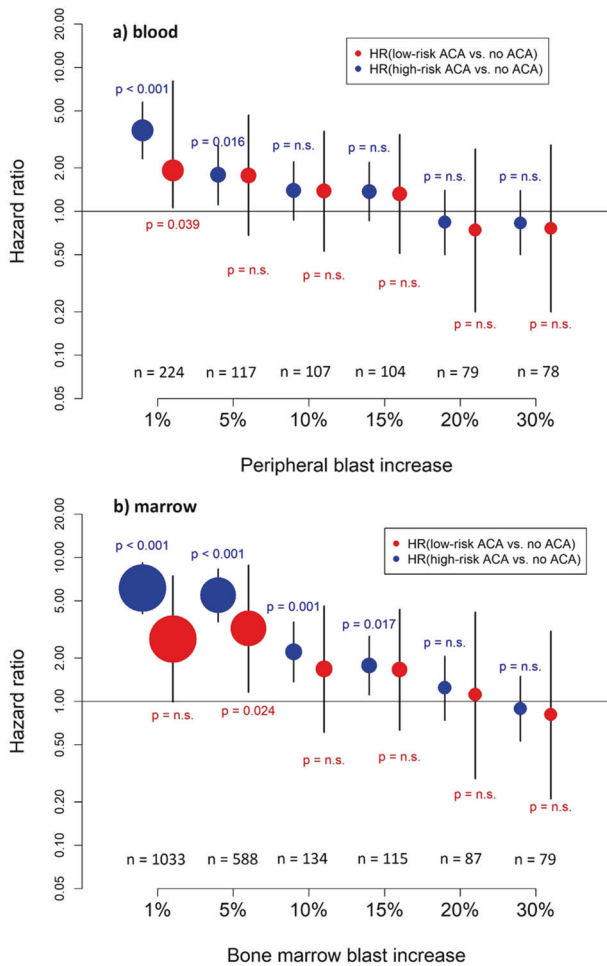 a) blood
HR(low-risk ACA vs. no ACA)
HR(high-risk ACA vs. no ACA)
Hazard ratio
20.00
10.00
5.00
2.00
1.00
0.50
0.20
0.10
0.05
p < 0.001
p = 0.016
p = n.s.
p = n.s.
p = n.s.
p = n.s.
p = 0.039
p = n.s.
p = n.s.
p = n.s.
p = n.s.
p = n.s.
n = 224
n = 117
n = 107
n = 104
n = 79
n = 78
1%
5%
10%
15%
20%
30%
Peripheral blast increase
b) marrow
HR(low-risk ACA vs. no ACA)
HR(high-risk ACA vs. no ACA)
Hazard ratio
20.00
10.00
5.00
2.00
1.00
0.50
0.20
0.10
0.05
p < 0.001
p < 0.001
p = 0.001
p = 0.017
p = n.s.
p = n.s.
p = n.s.
p = 0.024
p = n.s.
p = n.s.
p = n.s.
p = n.s.
n = 1033
n = 588
n = 134
n = 115
n = 87
n = 79
1%
5%
10%
15%
20%
30%
Bone marrow blast increase